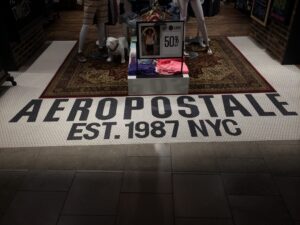 50%
AEROPOSTALE
EST. 1987 NYC